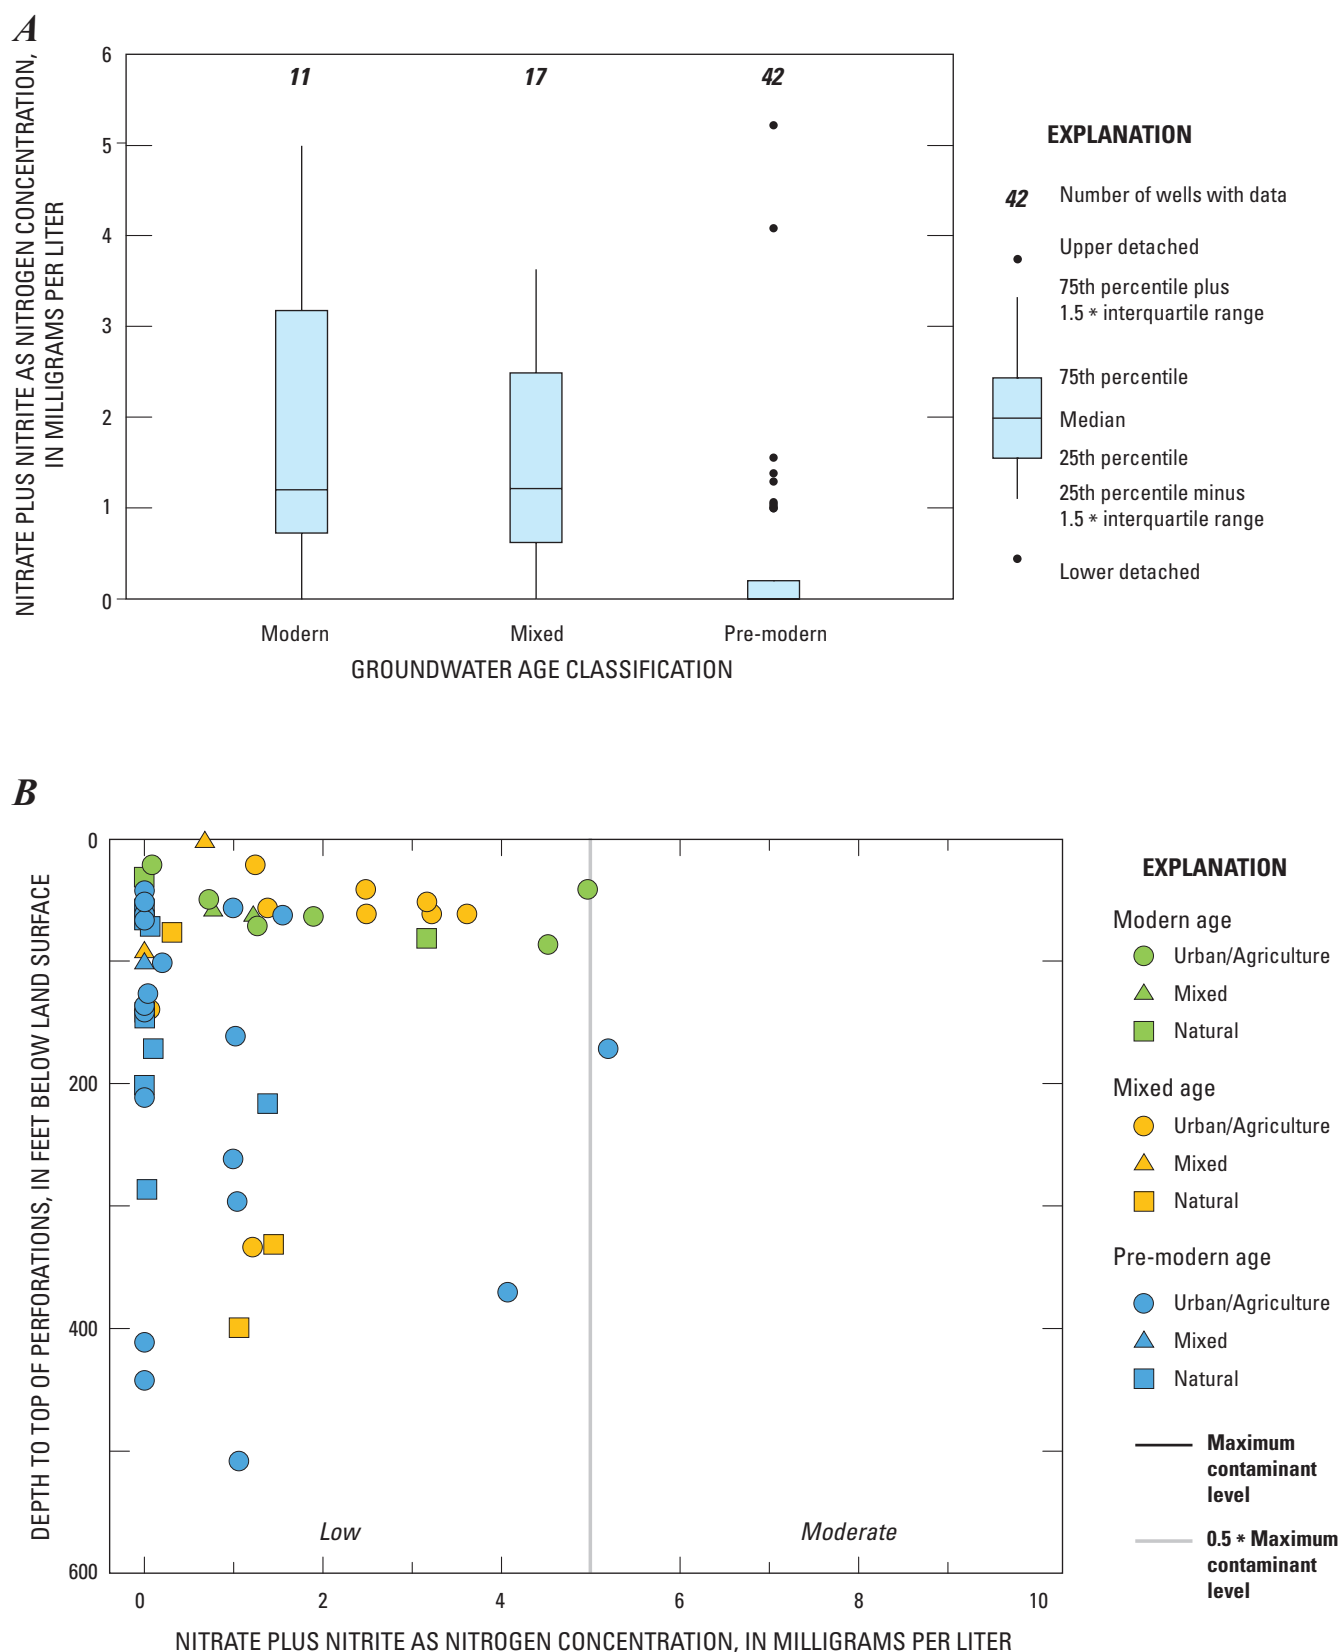 A
NITRATE PLUS NITRITE AS NITROGEN CONCENTRATION,
IN MILLIGRAMS PER LITER
6
5
4
3
2
1
0
11
17
42
Modern
Mixed
Pre-modern
GROUNDWATER AGE CLASSIFICATION
EXPLANATION
42 Number of wells with data
Upper detached
75th percentile plus
1.5 * interquartile range
75th percentile
Median
25th percentile
25th percentile minus
1.5 * interquartile range
Lower detached
B
DEPTH TO TOP OF PERFORATIONS, IN FEET BELOW LAND SURFACE
0
200
400
600
Low
Moderate
0
2
4
6
8
10
NITRATE PLUS NITRITE AS NITROGEN CONCENTRATION, IN MILLIGRAMS PER LITER
EXPLANATION
Modern age
Urban/Agriculture
Mixed
Natural
Mixed age
Urban/Agriculture
Mixed
Natural
Pre-modern age
Urban/Agriculture
Mixed
Natural
Maximum
contaminant
level
0.5 * Maximum
contaminant
level